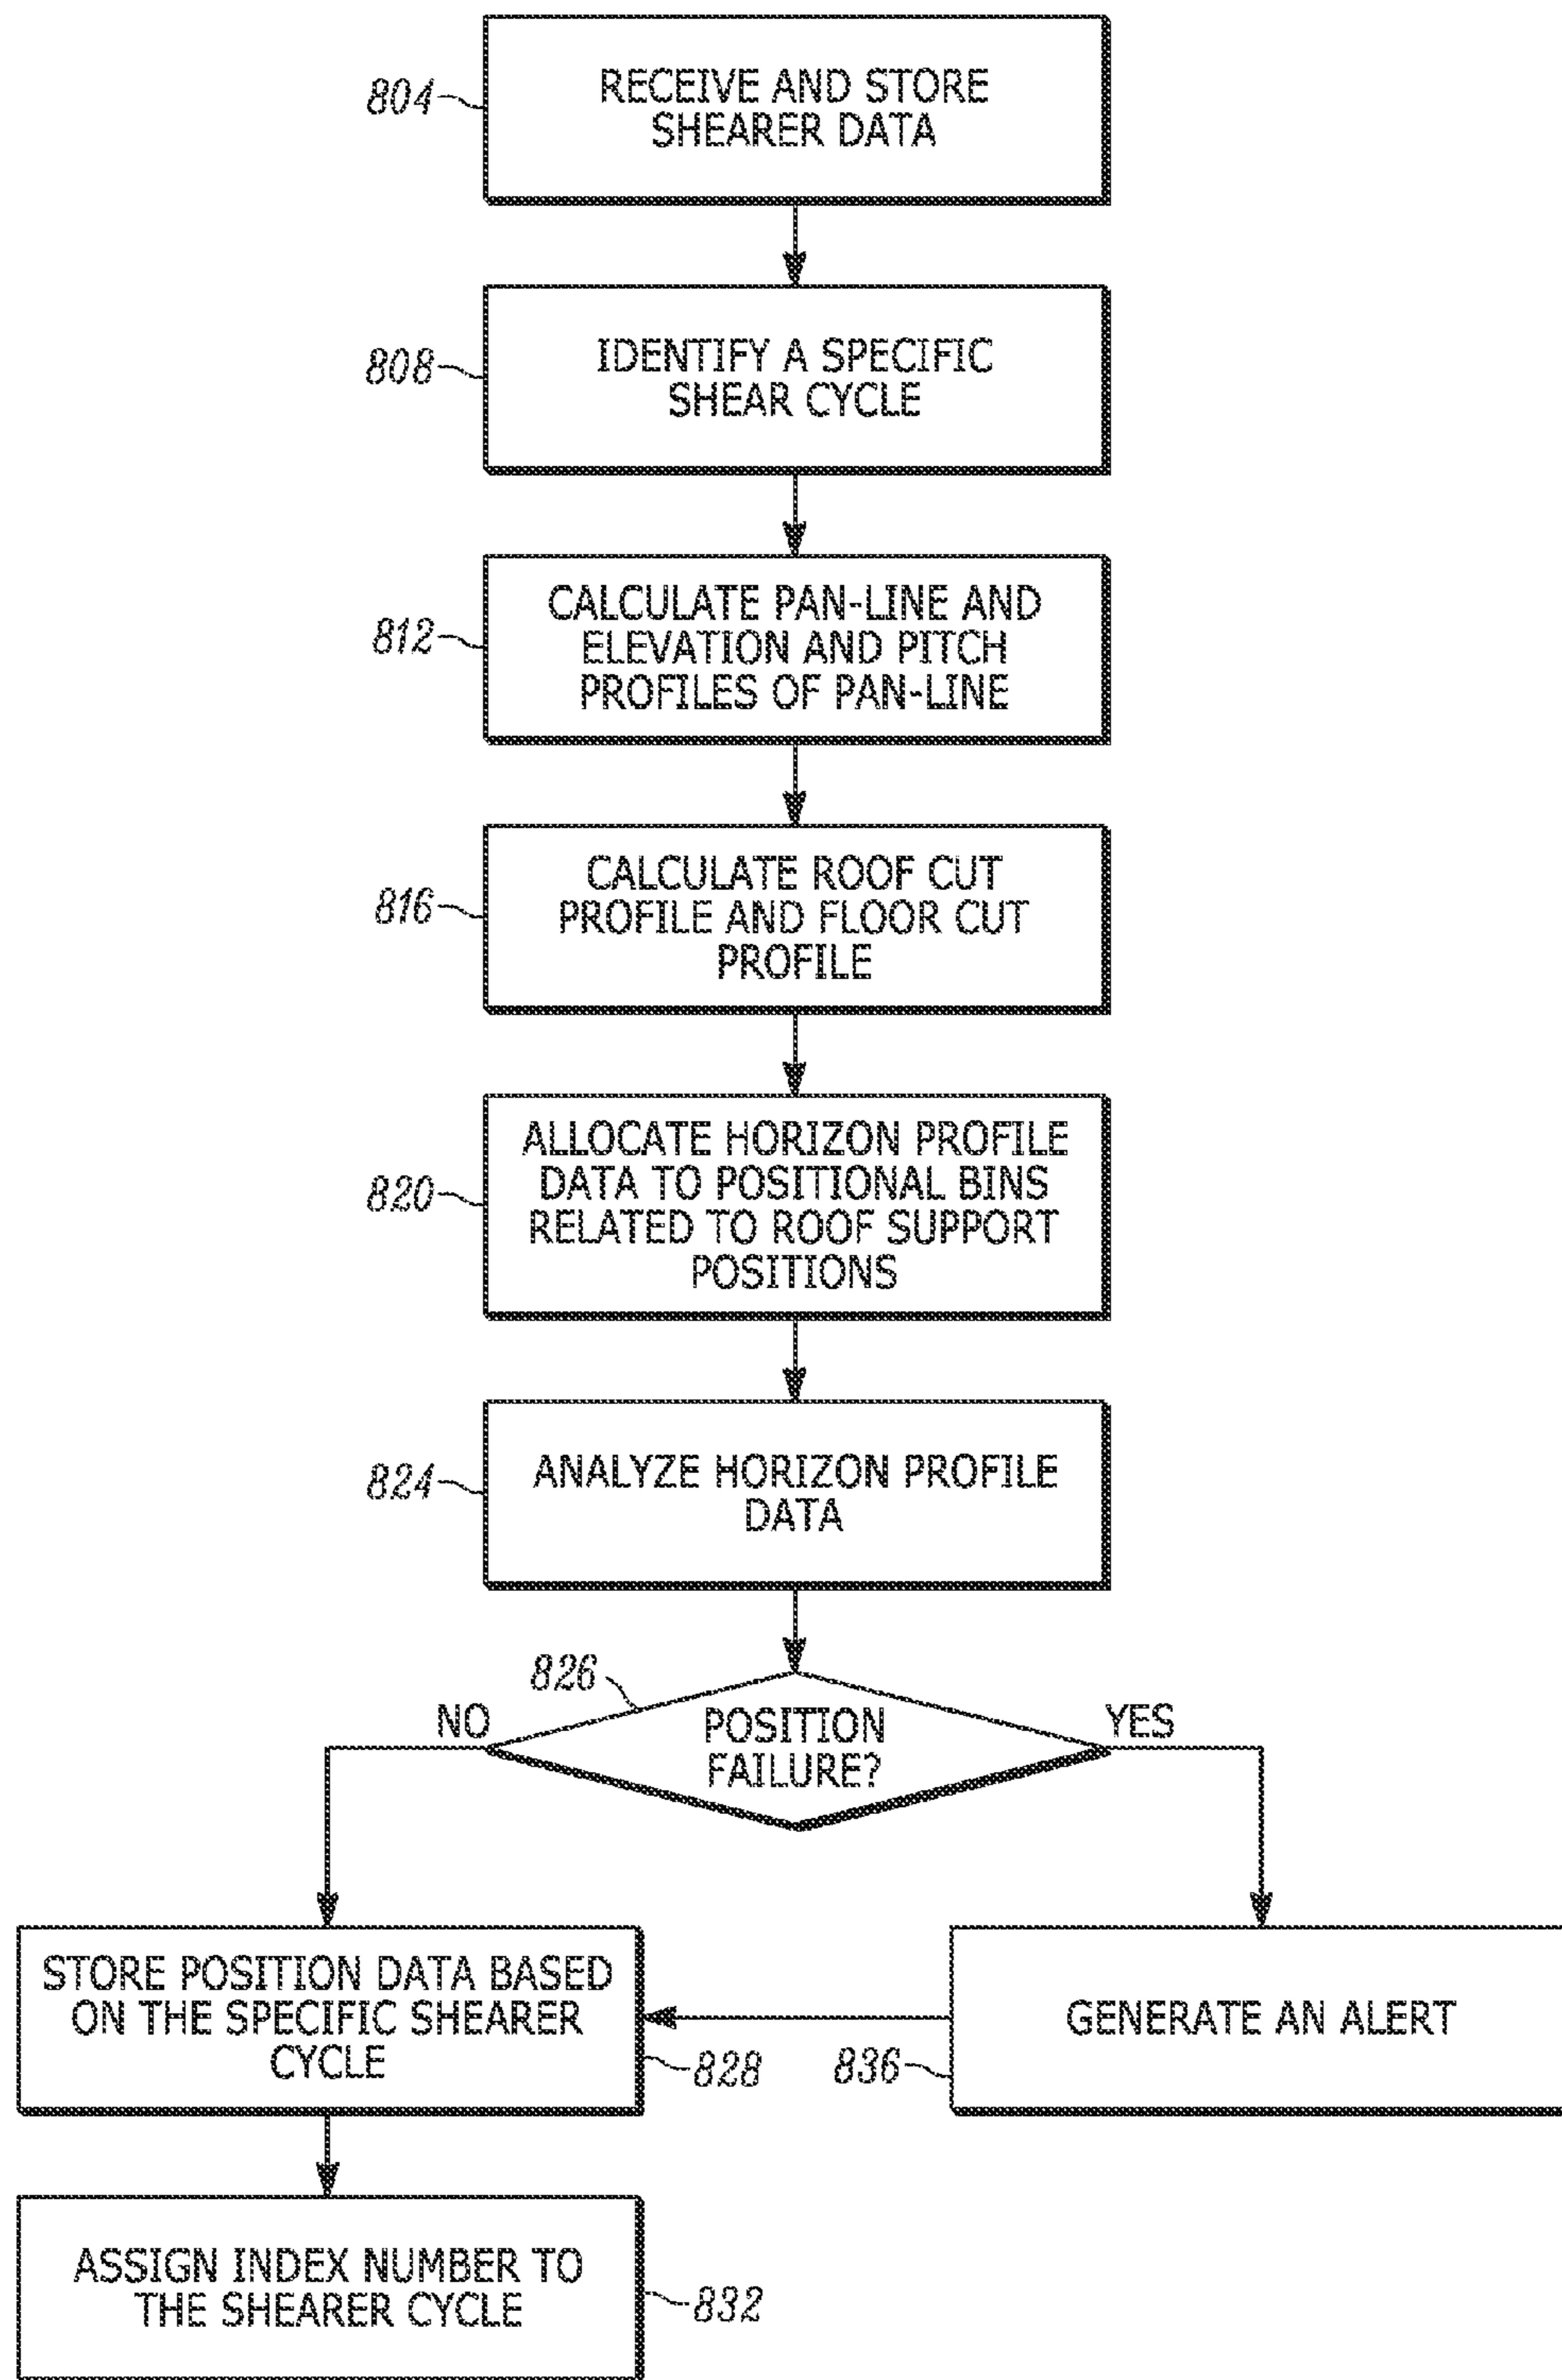 804
RECEIVE AND STORE
SHEARER DATA
808
IDENTIFY A SPECIFIC
SHEAR CYCLE
812
CALCULATE PAN-LINE AND
ELEVATION AND PITCH
PROFILES OF PAN-LINE
816
CALCULATE ROOF CUT
PROFILE AND FLOOR CUT
PROFILE
820
ALLOCATE HORIZON PROFILE
DATA TO POSITIONAL BINS
RELATED TO ROOF SUPPORT
POSITIONS
824
ANALYZE HORIZON PROFILE
DATA
826
NO
POSITION
FAILURE?
YES
STORE POSITION DATA BASED
ON THE SPECIFIC SHEARER
CYCLE
828
GENERATE AN ALERT
836
ASSIGN INDEX NUMBER TO
THE SHEARER CYCLE
832